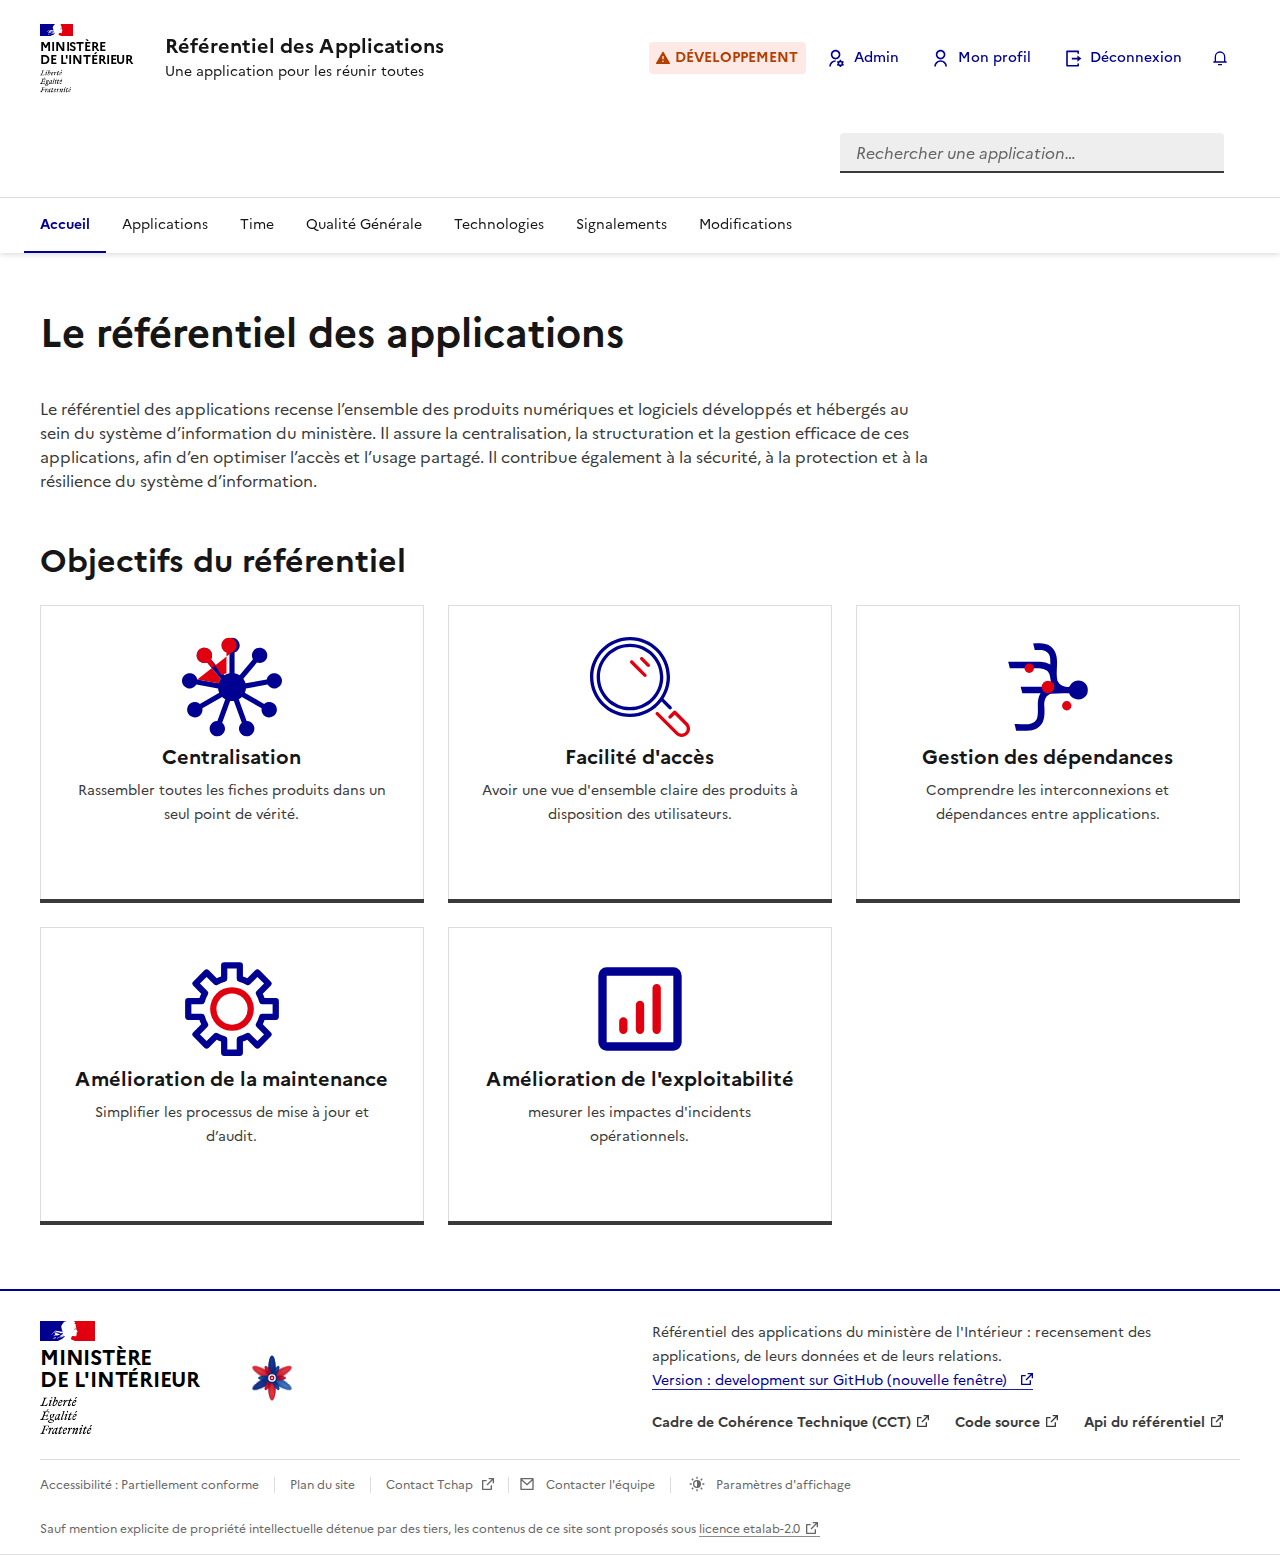 MINISTÈRE
DE L'INTÉRIEUR
Liberté
Égalité
Fraternité
Référentiel des Applications
Une application pour les réunir toutes
DÉVELOPPEMENT
Admin
Mon profil
Déconnexion
Rechercher une application…
Accueil
Applications
Time
Qualité Générale
Technologies
Signalements
Modifications
Le référentiel des applications
Le référentiel des applications recense l’ensemble des produits numériques et logiciels développés et hébergés au
sein du système d’information du ministère. Il assure la centralisation, la structuration et la gestion efficace de ces
applications, afin d’en optimiser l’accès et l’usage partagé. Il contribue également à la sécurité, à la protection et à la
résilience du système d’information.
Objectifs du référentiel
Centralisation
Rassembler toutes les fiches produits dans un
seul point de vérité.
Facilité d'accès
Avoir une vue d'ensemble claire des produits à
disposition des utilisateurs.
Gestion des dépendances
Comprendre les interconnexions et
dépendances entre applications.
Amélioration de la maintenance
Simplifier les processus de mise à jour et
d’audit.
Amélioration de l'exploitabilité
mesurer les impactes d'incidents
opérationnels.
MINISTÈRE
DE L'INTÉRIEUR
Liberté
Égalité
Fraternité
Référentiel des applications du ministère de l'Intérieur : recensement des
applications, de leurs données et de leurs relations.
Version : development sur GitHub (nouvelle fenêtre)
Cadre de Cohérence Technique (CCT)
Code source
Api du référentiel
Accessibilité : Partiellement conforme
Plan du site
Contact Tchap
Contacter l'équipe
Paramètres d'affichage
Sauf mention explicite de propriété intellectuelle détenue par des tiers, les contenus de ce site sont proposés sous licence etalab-2.0